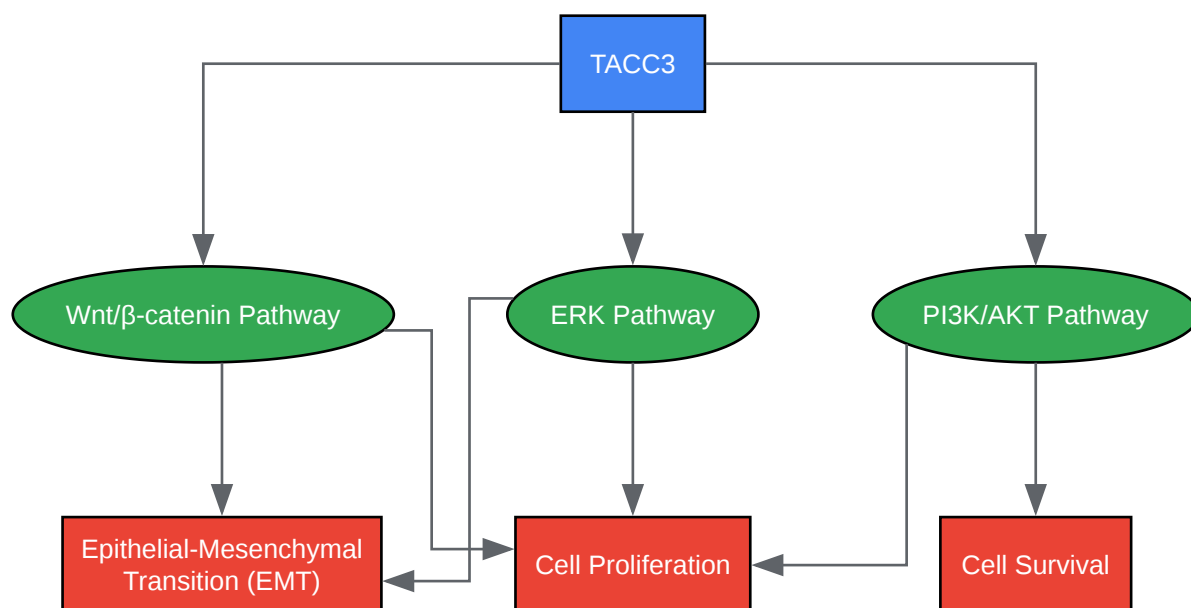 TACC3
Wnt/β-catenin Pathway
ERK Pathway
PI3K/AKT Pathway
Epithelial-Mesenchymal
Transition (EMT)
Cell Proliferation
Cell Survival